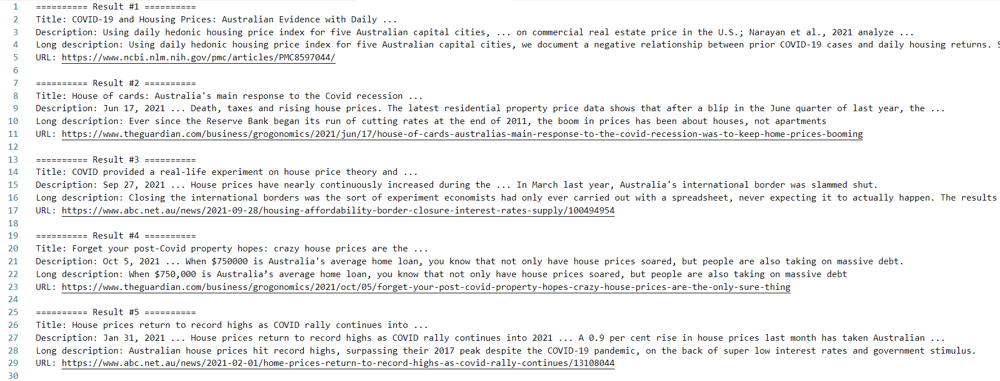 1 ========== Result #1 ==========
2 Title: COVID-19 and Housing Prices: Australian Evidence with Daily ...
3 Description: Using daily hedonic housing price index for five Australian capital cities, ... on commercial real estate price in the U.S.; Narayan et al., 2021 analyze ...
4 Long description: Using daily hedonic housing price index for five Australian capital cities, we document a negative relationship between prior COVID-19 cases and daily housing returns.
5 URL: https://www.ncbi.nlm.nih.gov/pmc/articles/PMC8597044/
6
7 ========== Result #2 ==========
8 Title: House of cards: Australia's main response to the Covid recession ...
9 Description: Jun 17, 2021 ... Death, taxes and rising house prices. The latest residential property price data shows that after a blip in the June quarter of last year, the ...
10 Long description: Ever since the Reserve Bank began its run of cutting rates at the end of 2011, the boom in prices has been about houses, not apartments
11 URL: https://www.theguardian.com/business/grogonomics/2021/jun/17/house-of-cards-australias-main-response-to-the-covid-recession-was-to-keep-home-prices-booming
12
13 ========== Result #3 ==========
14 Title: COVID provided a real-life experiment on house price theory and ...
15 Description: Sep 27, 2021 ... House prices have nearly continuously increased during the ... In March last year, Australia's international border was slammed shut.
16 Long description: Closing the international borders was the sort of experiment economists had only ever carried out with a spreadsheet, never expecting it to actually happen. The results
17 URL: https://www.abc.net.au/news/2021-09-28/housing-affordability-border-closure-interest-rates-supply/100494954
18
19 ========== Result #4 ==========
20 Title: Forget your post-Covid property hopes: crazy house prices are the ...
21 Description: Oct 5, 2021 ... When $750000 is Australia's average home loan, you know that not only have house prices soared, but people are also taking on massive debt.
22 Long description: When $750,000 is Australia’s average home loan, you know that not only have house prices soared, but people are also taking on massive debt
23 URL: https://www.theguardian.com/business/grogonomics/2021/oct/05/forget-your-post-covid-property-hopes-crazy-house-prices-are-the-only-sure-thing
24
25 ========== Result #5 ==========
26 Title: House prices return to record highs as COVID rally continues into ...
27 Description: Jan 31, 2021 ... House prices return to record highs as COVID rally continues into 2021 ... A 0.9 per cent rise in house prices last month has taken Australian ...
28 Long description: Australian house prices hit record highs, surpassing their 2017 peak despite the COVID-19 pandemic, on the back of super low interest rates and government stimulus.
29 URL: https://www.abc.net.au/news/2021-02-01/home-prices-return-to-record-highs-as-covid-rally-continues/13108044
30